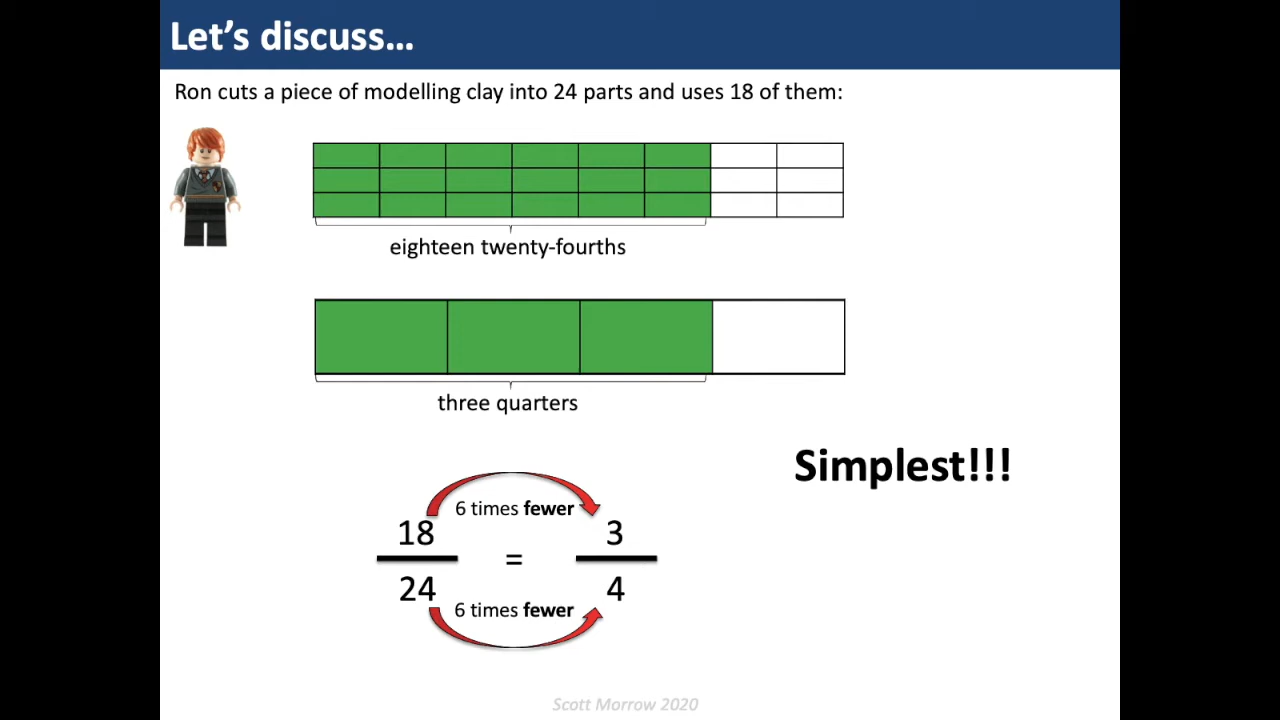 Let's discuss...
Ron cuts a piece of modelling clay into 24 parts and uses 18 of them:
eighteen twenty-fourths
three quarters
Simplest!!!
6 times fewer
18
3
=
24
4
6 times fewer
Scott Morrow 2020